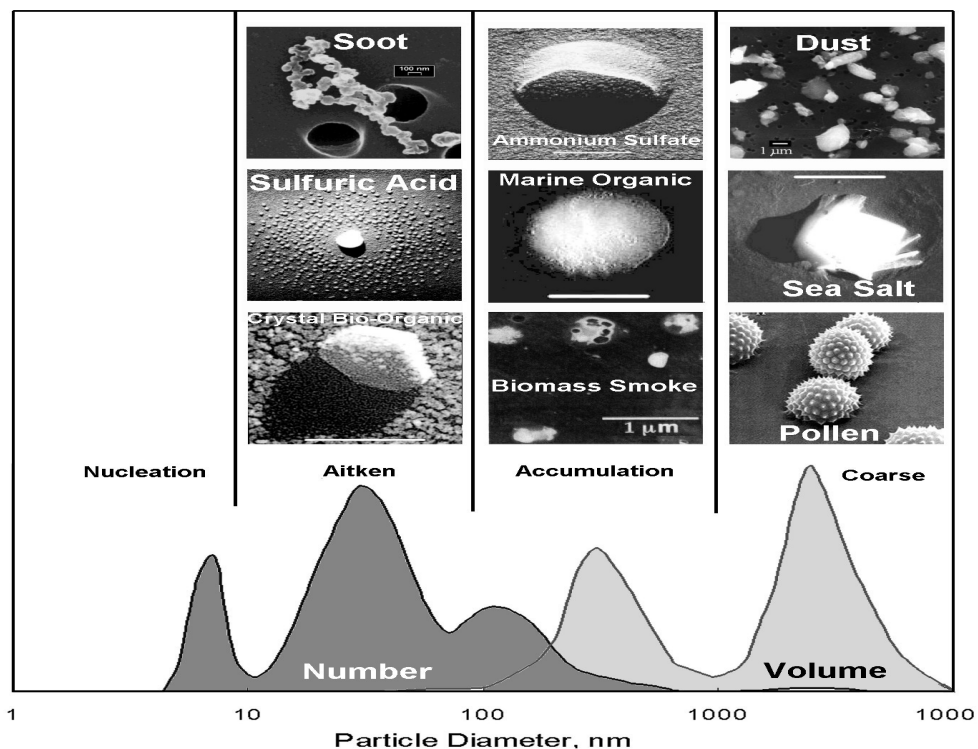 Soot
100 nm
Sulfuric Acid
Crystal Bio-Organic
Ammonium Sulfate
Marine Organic
Biomass Smoke
1 µm
Dust
1 µm
Sea Salt
Pollen
Nucleation
Aitken
Accumulation
Coarse
Number
Volume
1
10
100
1000
1000
Particle Diameter, nm